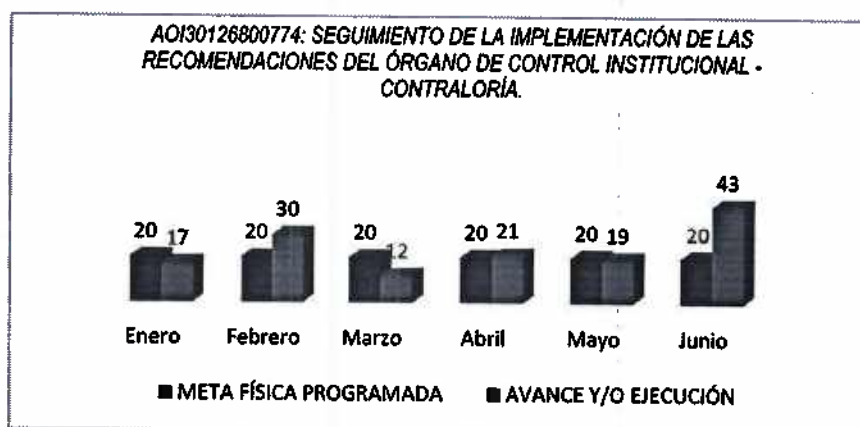 AOI30126800774: SEGUIMIENTO DE LA IMPLEMENTACIÓN DE LAS
RECOMENDACIONES DEL ÓRGANO DE CONTROL INSTITUCIONAL -
CONTRALORÍA.
20 17 20 30 20 12 20 21 20 19 20 43
Enero Febrero Marzo Abril Mayo Junio
META FÍSICA PROGRAMADA AVANCE Y/O EJECUCIÓN